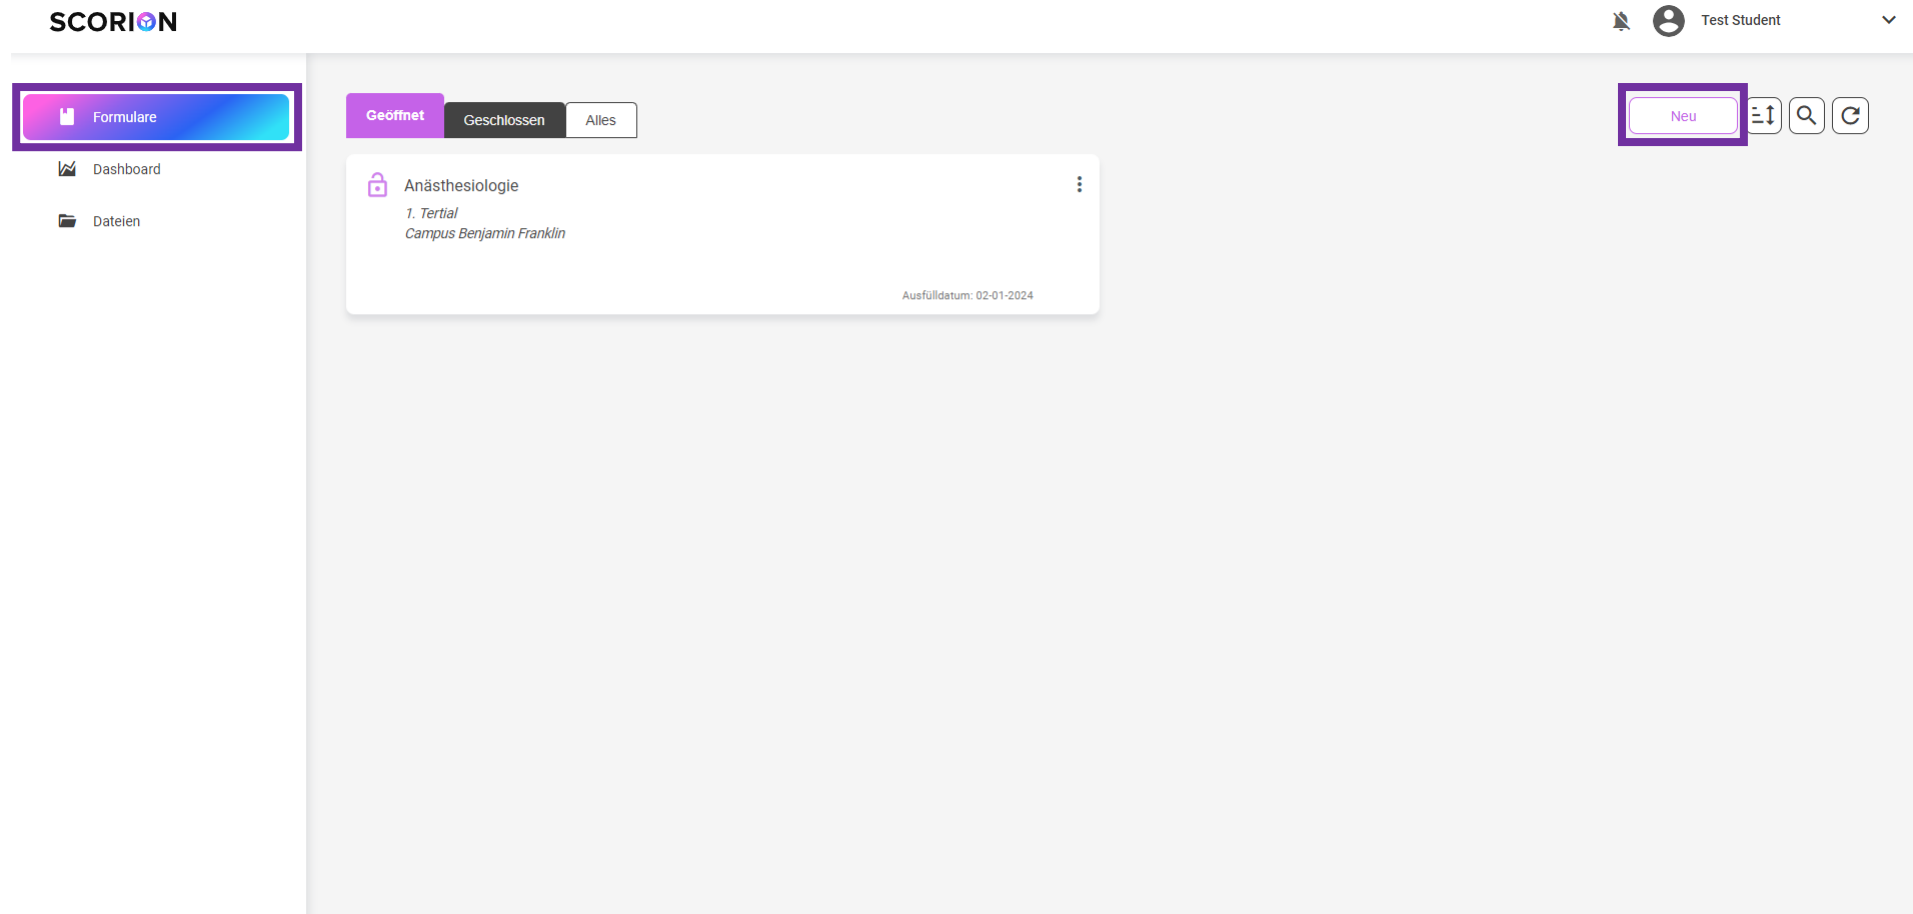 SCORION
Test Student
Formulare
Dashboard
Dateien
Geöffnet
Geschlossen
Alles
Neu
Anästhesiologie
1. Tertial
Campus Benjamin Franklin
Ausfülldatum: 02-01-2024